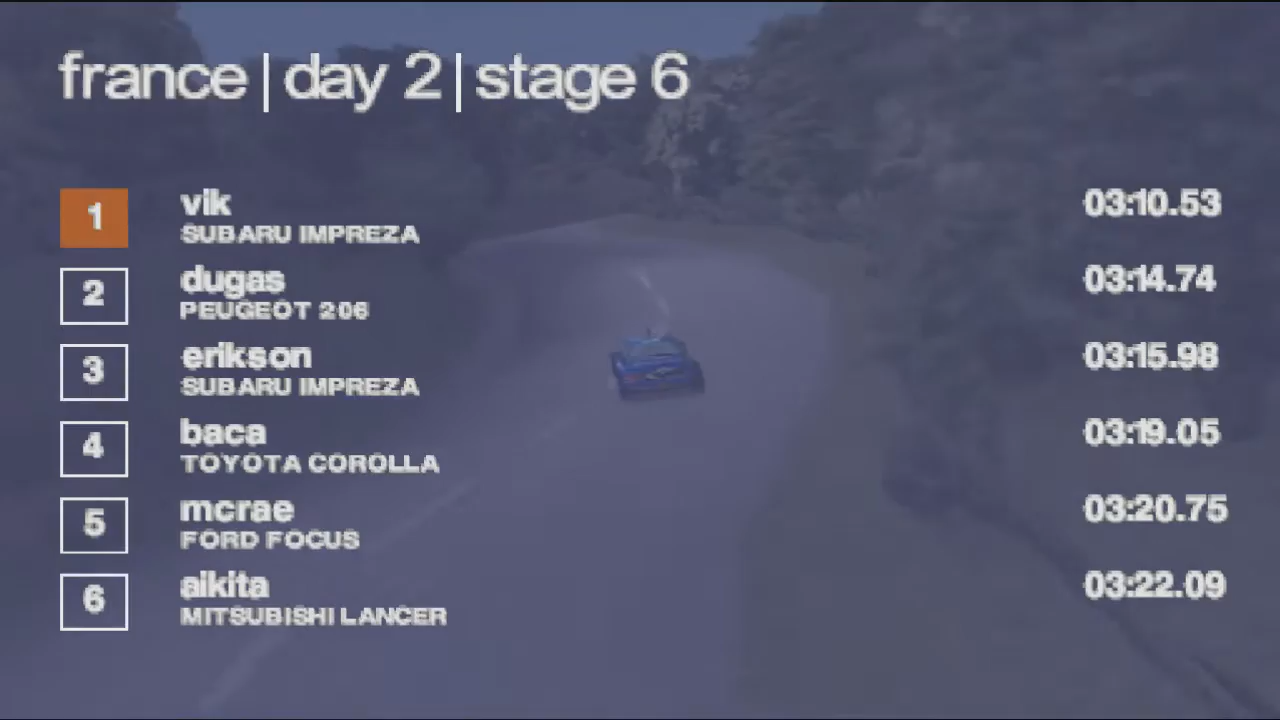 france | day 2 | stage 6
1 vik 03:10.53
SUBARU IMPREZA
2 dugas 03:14.74
PEUGEOT 206
3 erikson 03:15.98
SUBARU IMPREZA
4 baca 03:19.05
TOYOTA COROLLA
5 mcrae 03:20.75
FORD FOCUS
6 aikita 03:22.09
MITSUBISHI LANCER